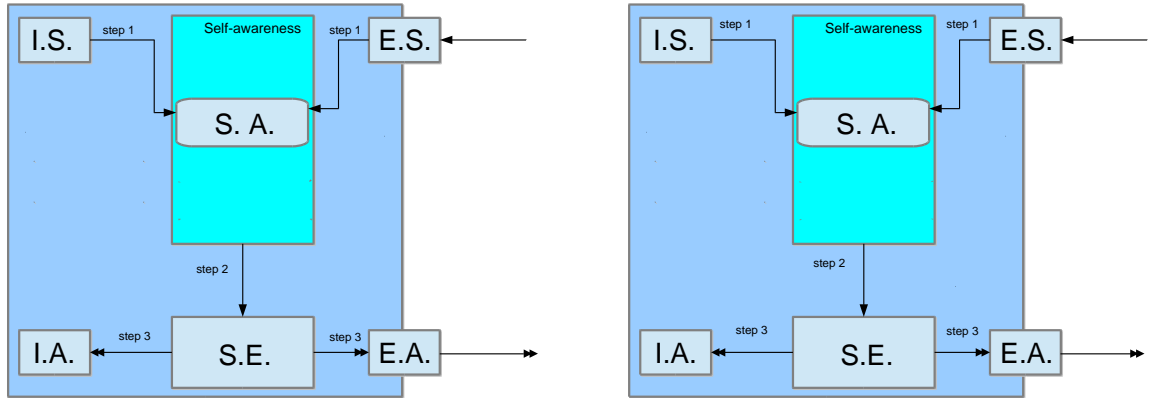 I.S.
step 1
Self-awareness
step 1
E.S.
S. A.
step 2
step 3
step 3
I.A.
S.E.
E.A.
I.S.
step 1
Self-awareness
step 1
E.S.
S. A.
step 2
step 3
step 3
I.A.
S.E.
E.A.